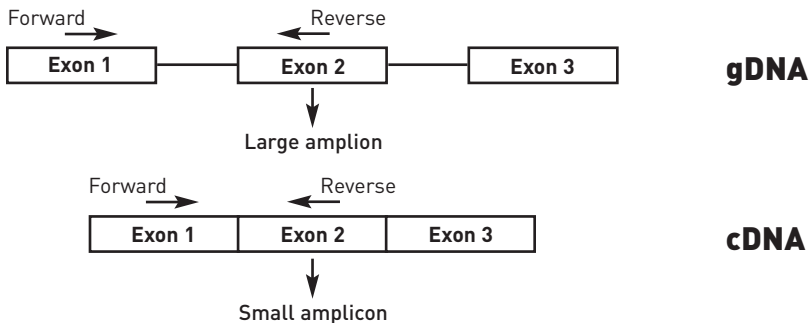 Forward Reverse
Exon 1 Exon 2 Exon 3 gDNA
Large amplion
Forward Reverse
Exon 1 Exon 2 Exon 3 cDNA
Small amplicon